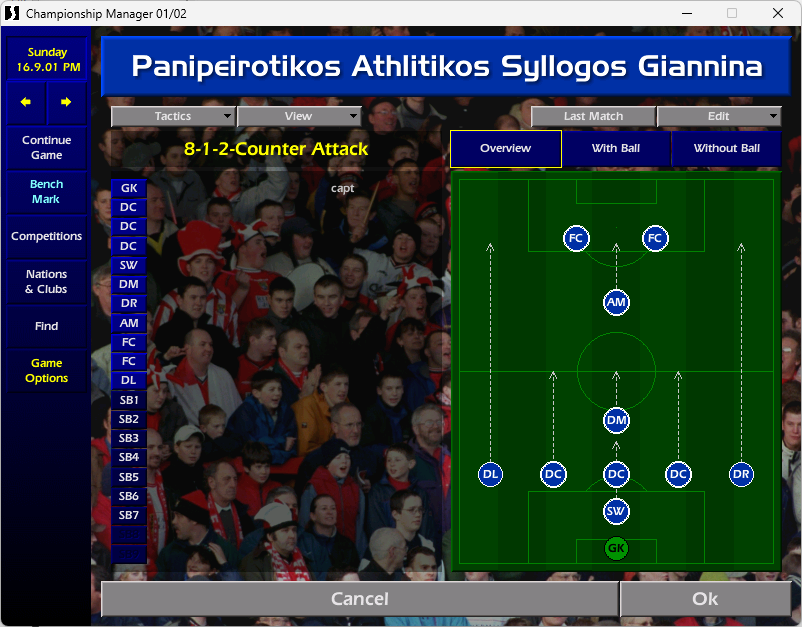 Championship Manager 01/02
Sunday
16.9.01 PM
Panipeirotikos Athlitikos Syllogos Giannina
Tactics
View
Last Match
Edit
8-1-2-Counter Attack
Overview
With Ball
Without Ball
Continue
Game
Bench
Mark
Competitions
Nations
& Clubs
Find
Game
Options
GK
capt
DC
DC
DC
SW
DM
DR
AM
FC
FC
DL
SB1
SB2
SB3
SB4
SB5
SB6
SB7
FC
FC
AM
DM
DL
DC
DC
DC
DR
SW
GK
Cancel
Ok